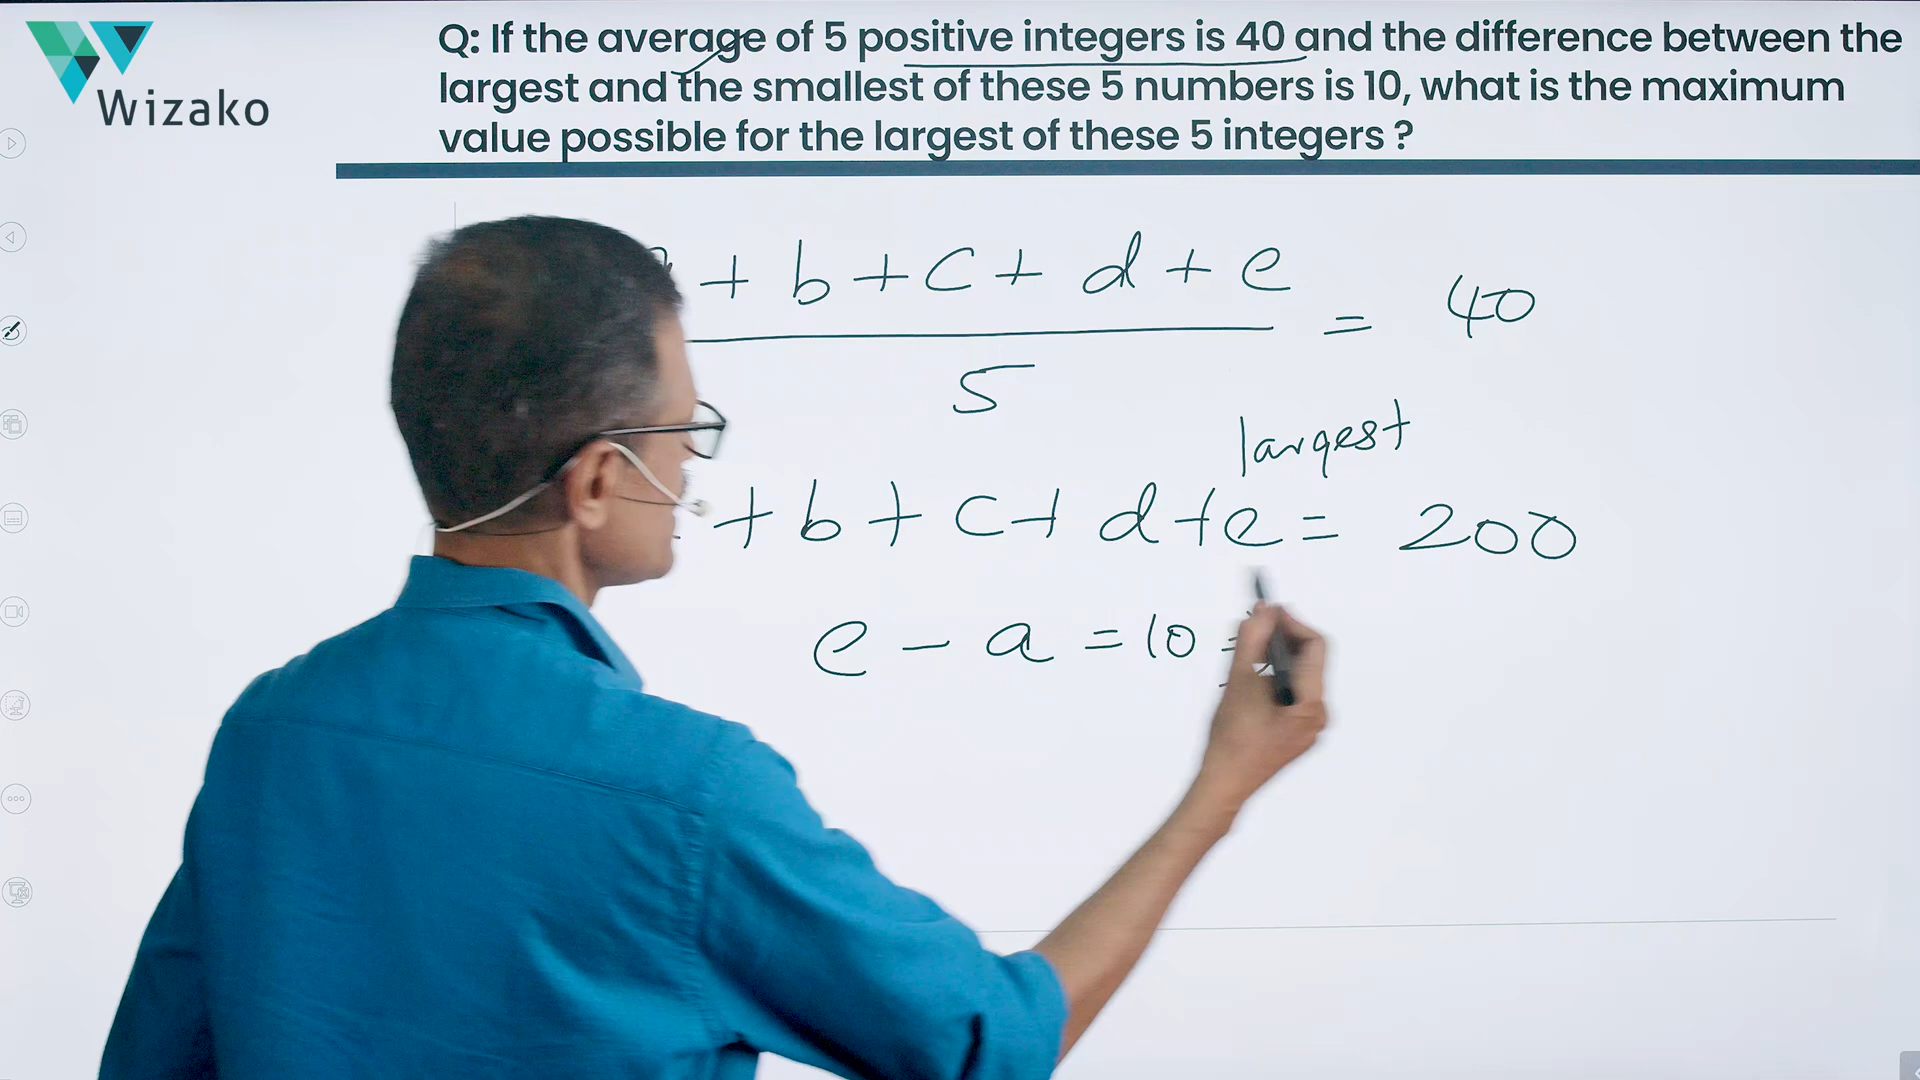 Wizako
Q: If the average of 5 positive integers is 40 and the difference between the
largest and the smallest of these 5 numbers is 10, what is the maximum
value possible for the largest of these 5 integers ?
+ b + c + d + e
= 40
5
largest
+ b + c + d + e = 200
e - a = 10